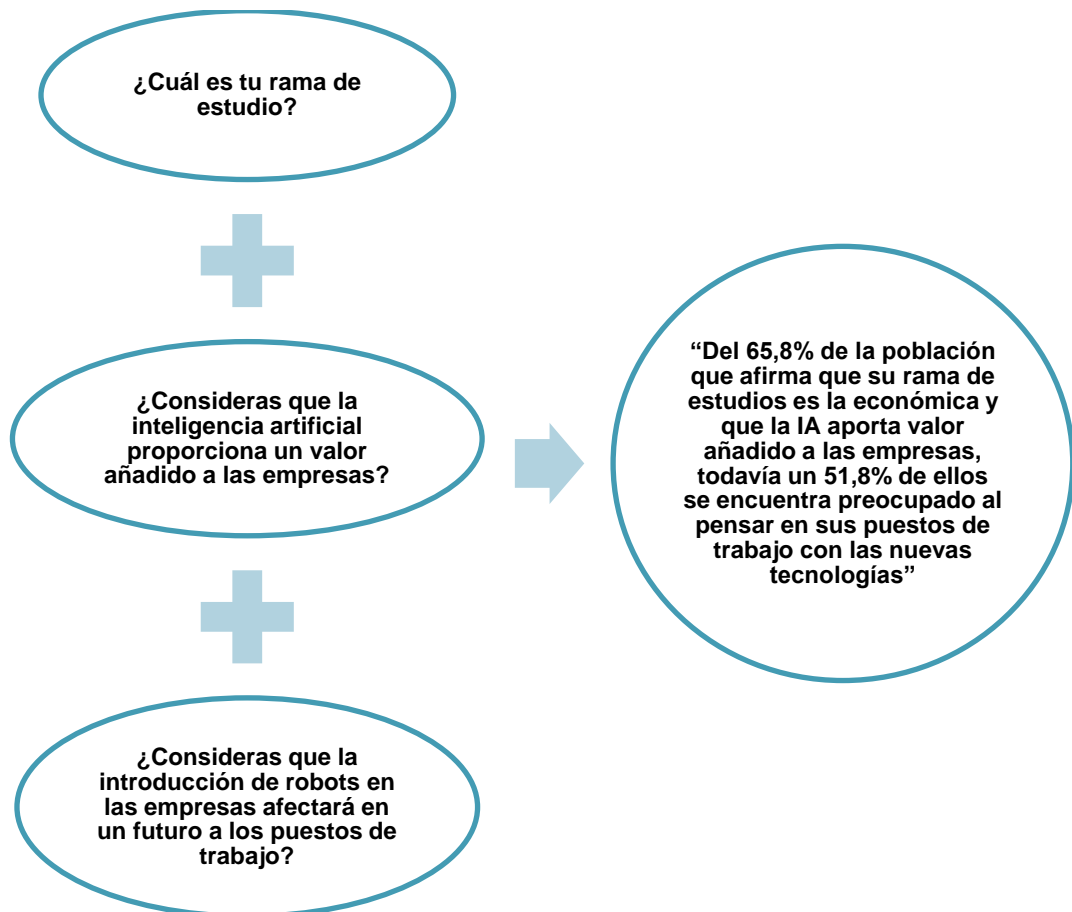 ¿Cuál es tu rama de
estudio?
¿Consideras que la
inteligencia artificial
proporciona un valor
añadido a las empresas?
¿Consideras que la
introducción de robots en
las empresas afectará en
un futuro a los puestos de
trabajo?
“Del 65,8% de la población
que afirma que su rama de
estudios es la económica y
que la IA aporta valor
añadido a las empresas,
todavía un 51,8% de ellos
se encuentra preocupado al
pensar en sus puestos de
trabajo con las nuevas
tecnologías”